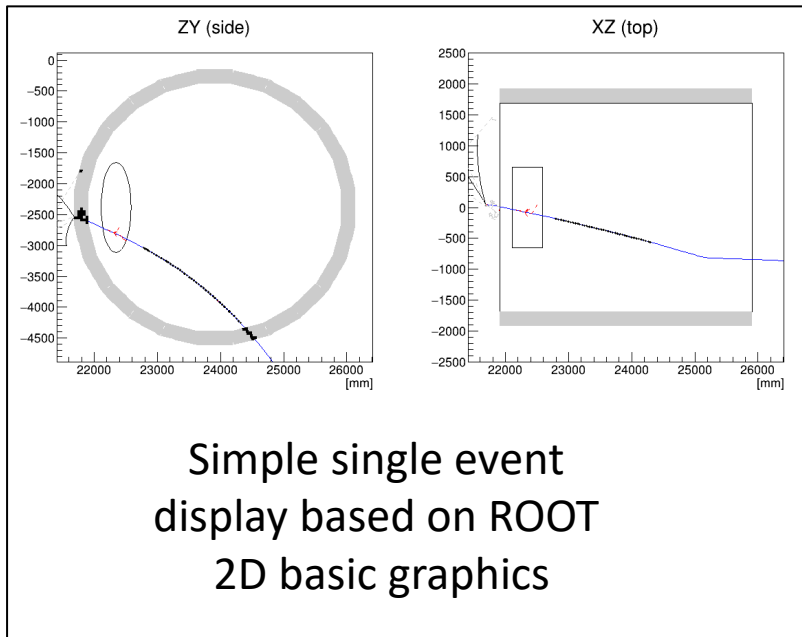 ZY (side)
0
−500
−1000
−1500
−2000
−2500
−3000
−3500
−4000
−4500
22000 23000 24000 25000 26000
[mm]
XZ (top)
2500
2000
1500
1000
500
0
−500
−1000
−1500
−2000
−2500
22000 23000 24000 25000 26000
[mm]
Simple single event
display based on ROOT
2D basic graphics